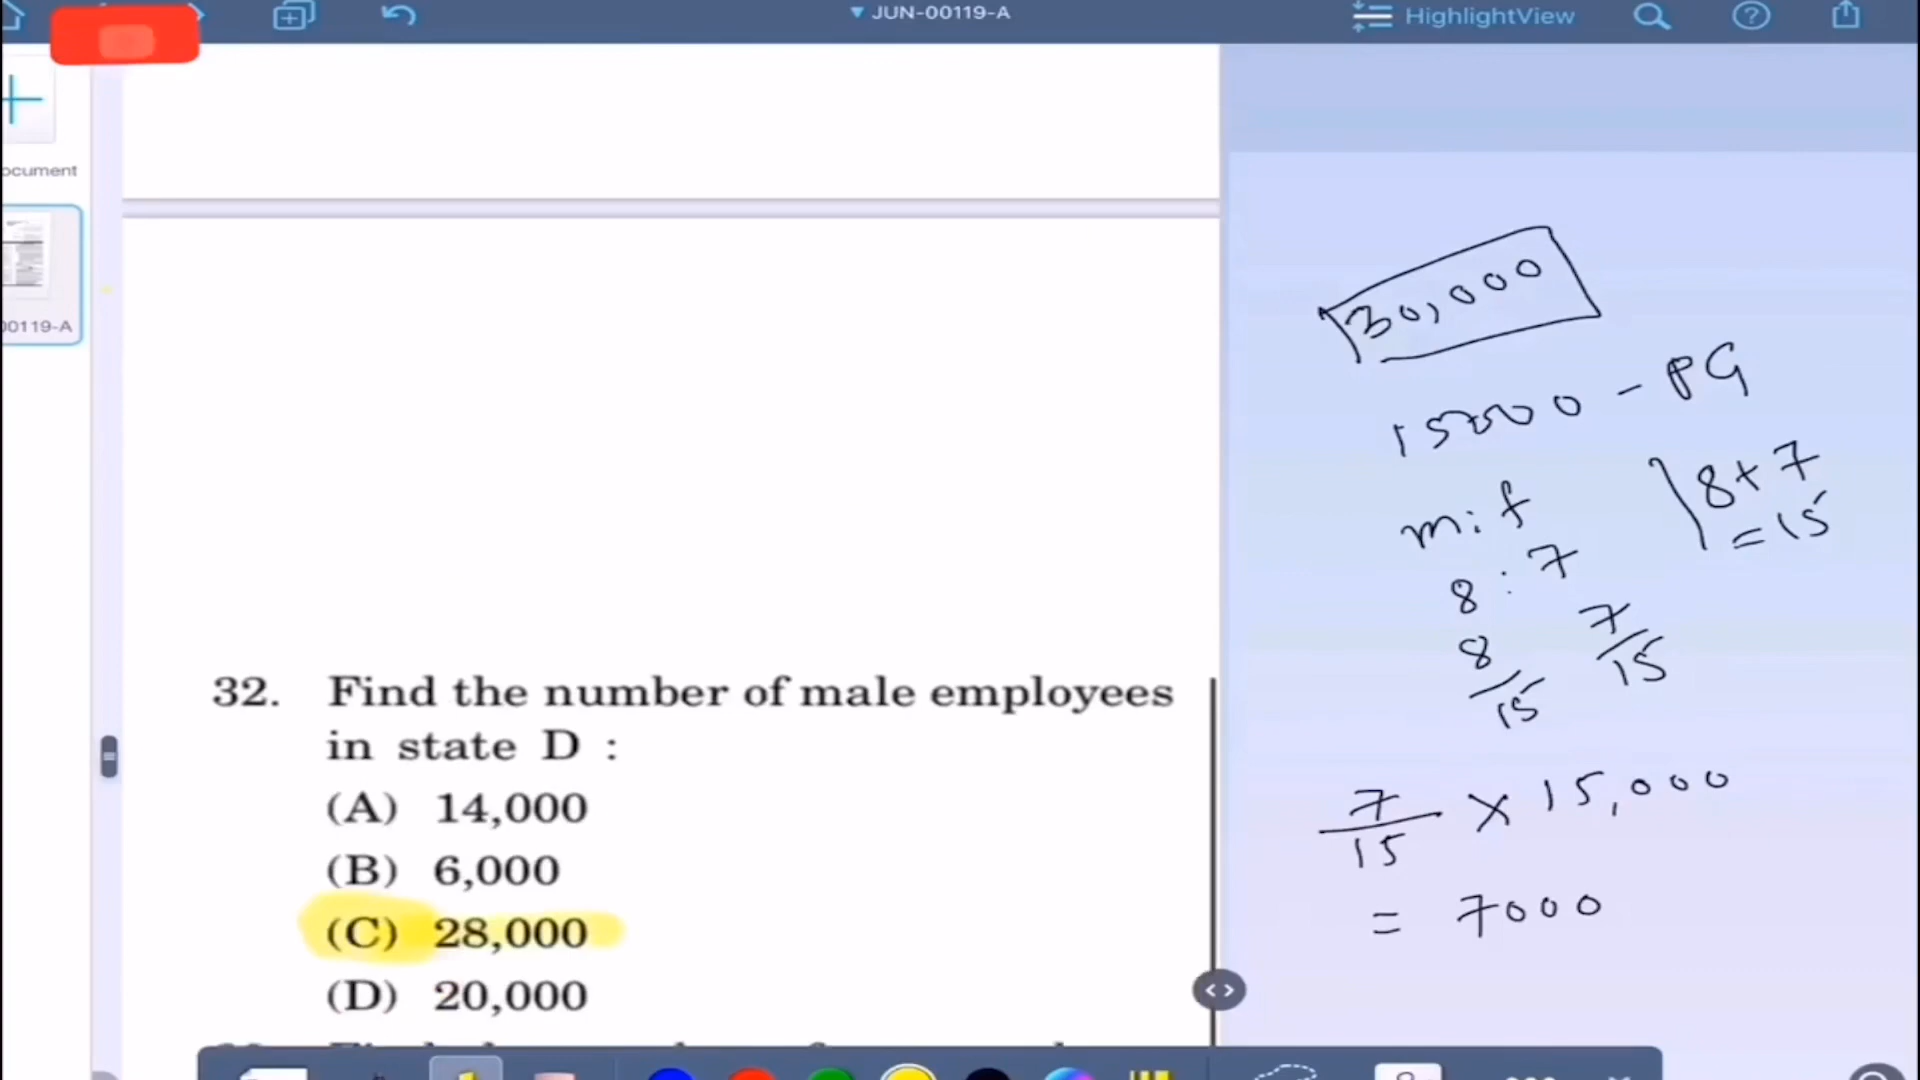 JUN-00119-A
HighlightView
ocument
00119-A
32. Find the number of male employees
in state D :
(A) 14,000
(B) 6,000
(C) 28,000
(D) 20,000
30,000
15000 - PG
m:f
8+7
=15
8:7
8/15 7/15
7/15 × 15,000
= 7000